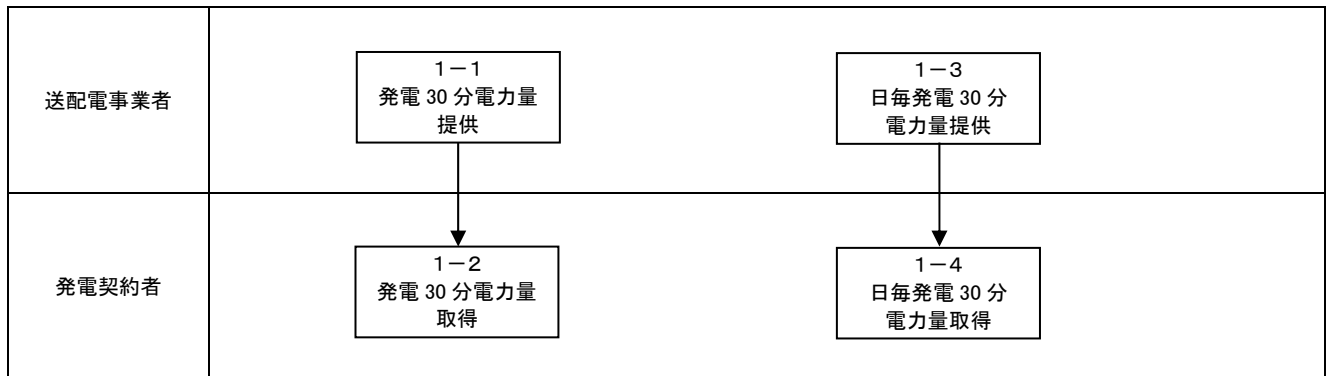 送配電事業者
1－1
発電 30 分電力量
提供
1－3
日毎発電 30 分
電力量提供
発電契約者
1－2
発電 30 分電力量
取得
1－4
日毎発電 30 分
電力量取得